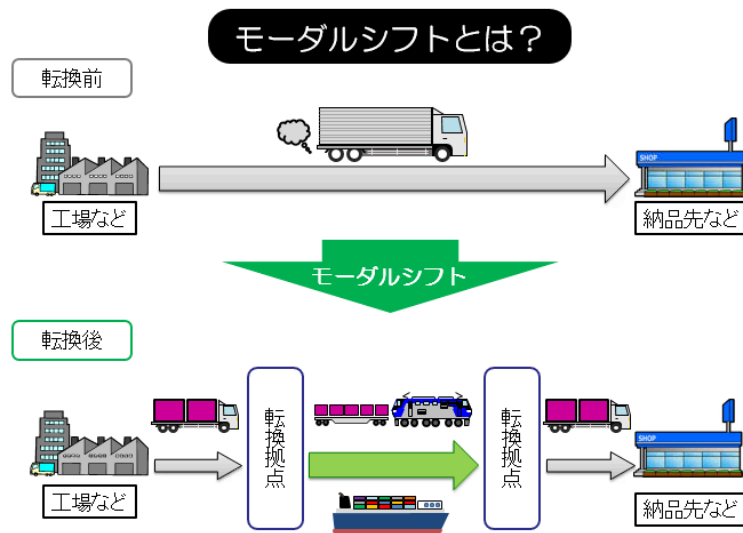 モーダルシフトとは？
転換前
SHOP
工場など
納品先など
モーダルシフト
転換後
転換拠点
転換拠点
SHOP
工場など
納品先など